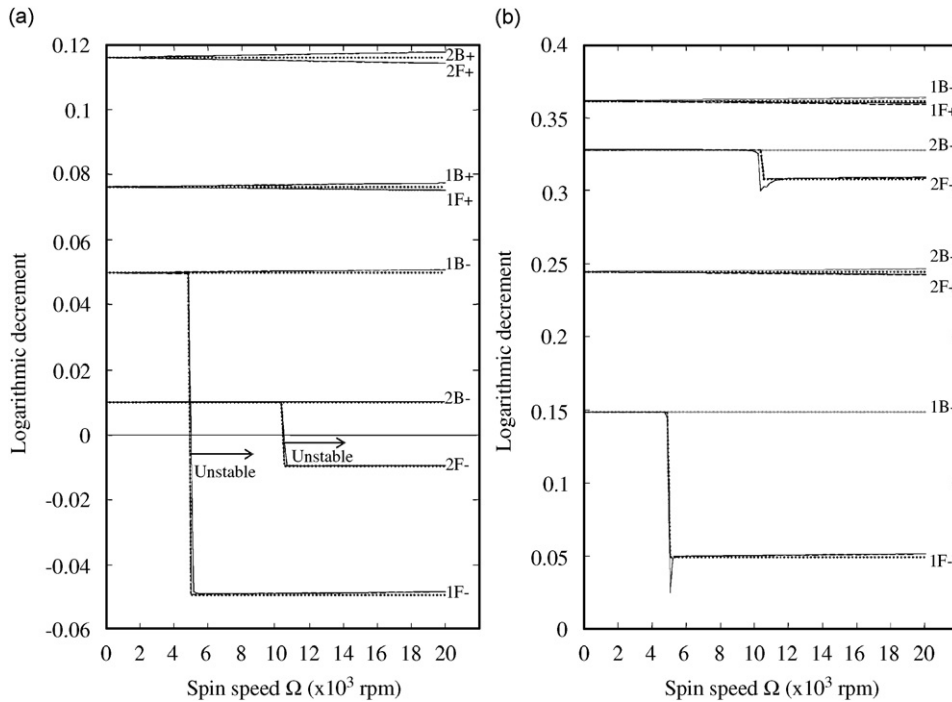 (a)
0.12
0.1
0.08
0.06
0.04
0.02
0
-0.02
-0.04
-0.06
Logarithmic decrement
2B+
2F+
1B+
1F+
1B-
2B-
Unstable
Unstable
2F-
1F-
0 2 4 6 8 10 12 14 16 18 20
Spin speed Ω (x10³ rpm)
(b)
0.4
0.35
0.3
0.25
0.2
0.15
0.1
0.05
0
Logarithmic decrement
1B-
1F+
2B-
2F-
2B-
2F-
1B-
1F-
0 2 4 6 8 10 12 14 16 18 20
Spin speed Ω (x10³ rpm)